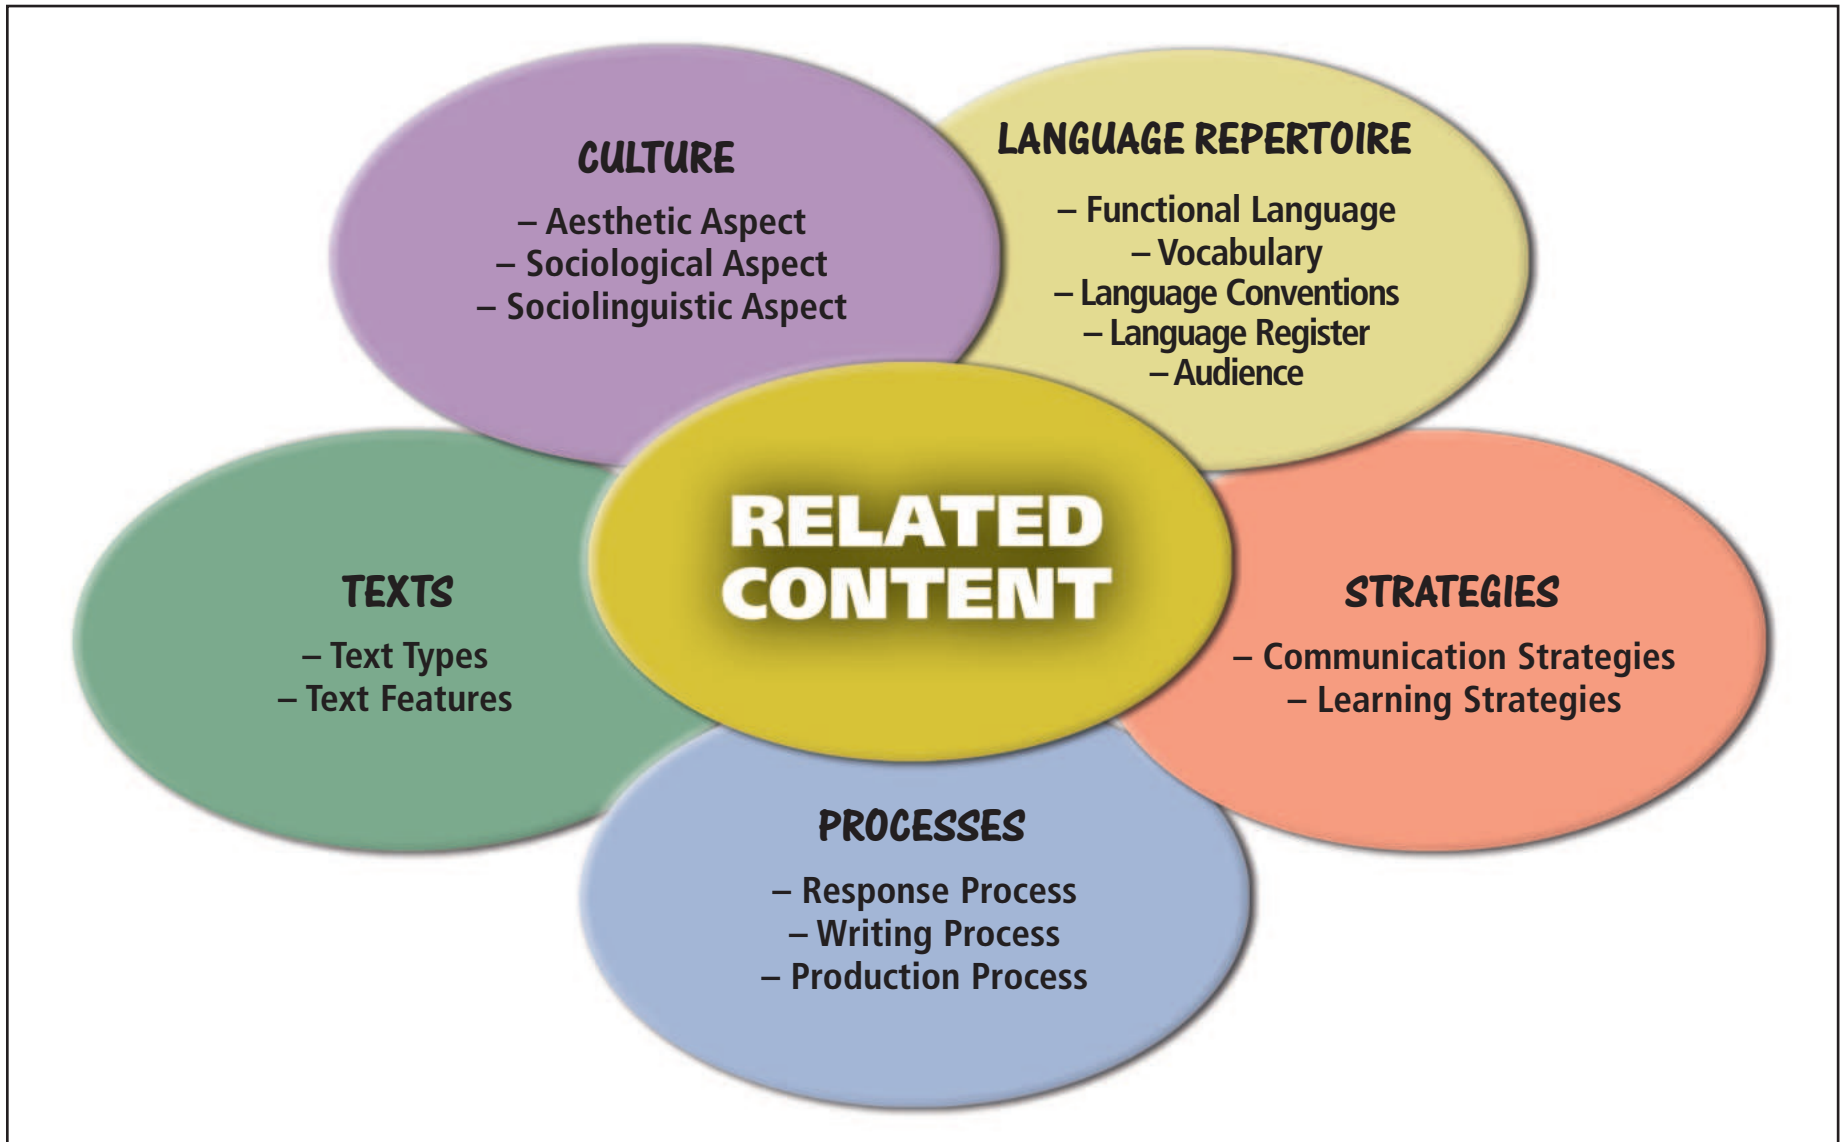 CULTURE
– Aesthetic Aspect
– Sociological Aspect
– Sociolinguistic Aspect
LANGUAGE REPERTOIRE
– Functional Language
– Vocabulary
– Language Conventions
– Language Register
– Audience
RELATED
CONTENT
TEXTS
– Text Types
– Text Features
STRATEGIES
– Communication Strategies
– Learning Strategies
PROCESSES
– Response Process
– Writing Process
– Production Process